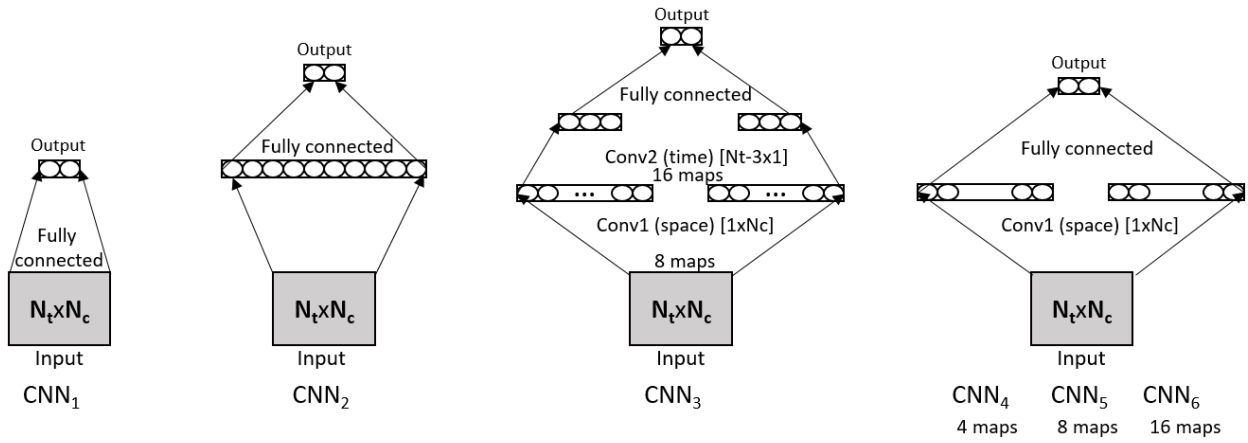 Output
Fully
connected
NtxNc
Input
CNN1
Output
Fully connected
NtxNc
Input
CNN2
Output
Fully connected
Conv2 (time) [Nt-3x1]
16 maps
...
...
Conv1 (space) [1xNc]
8 maps
NtxNc
Input
CNN3
Output
Fully connected
Conv1 (space) [1xNc]
NtxNc
Input
CNN4 CNN5 CNN6
4 maps 8 maps 16 maps